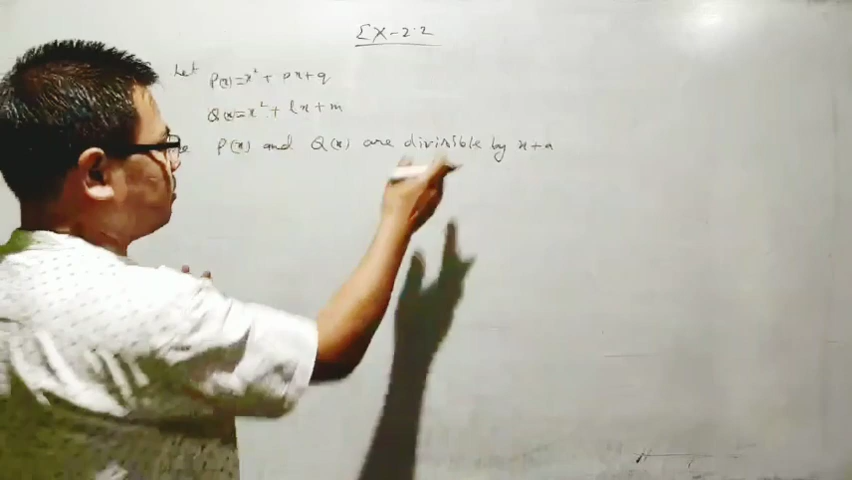 Ex-2.2
Let P(x)=x²+px+q
Q(x)=x²+lx+m
P(x) and Q(x) are divisible by x+a